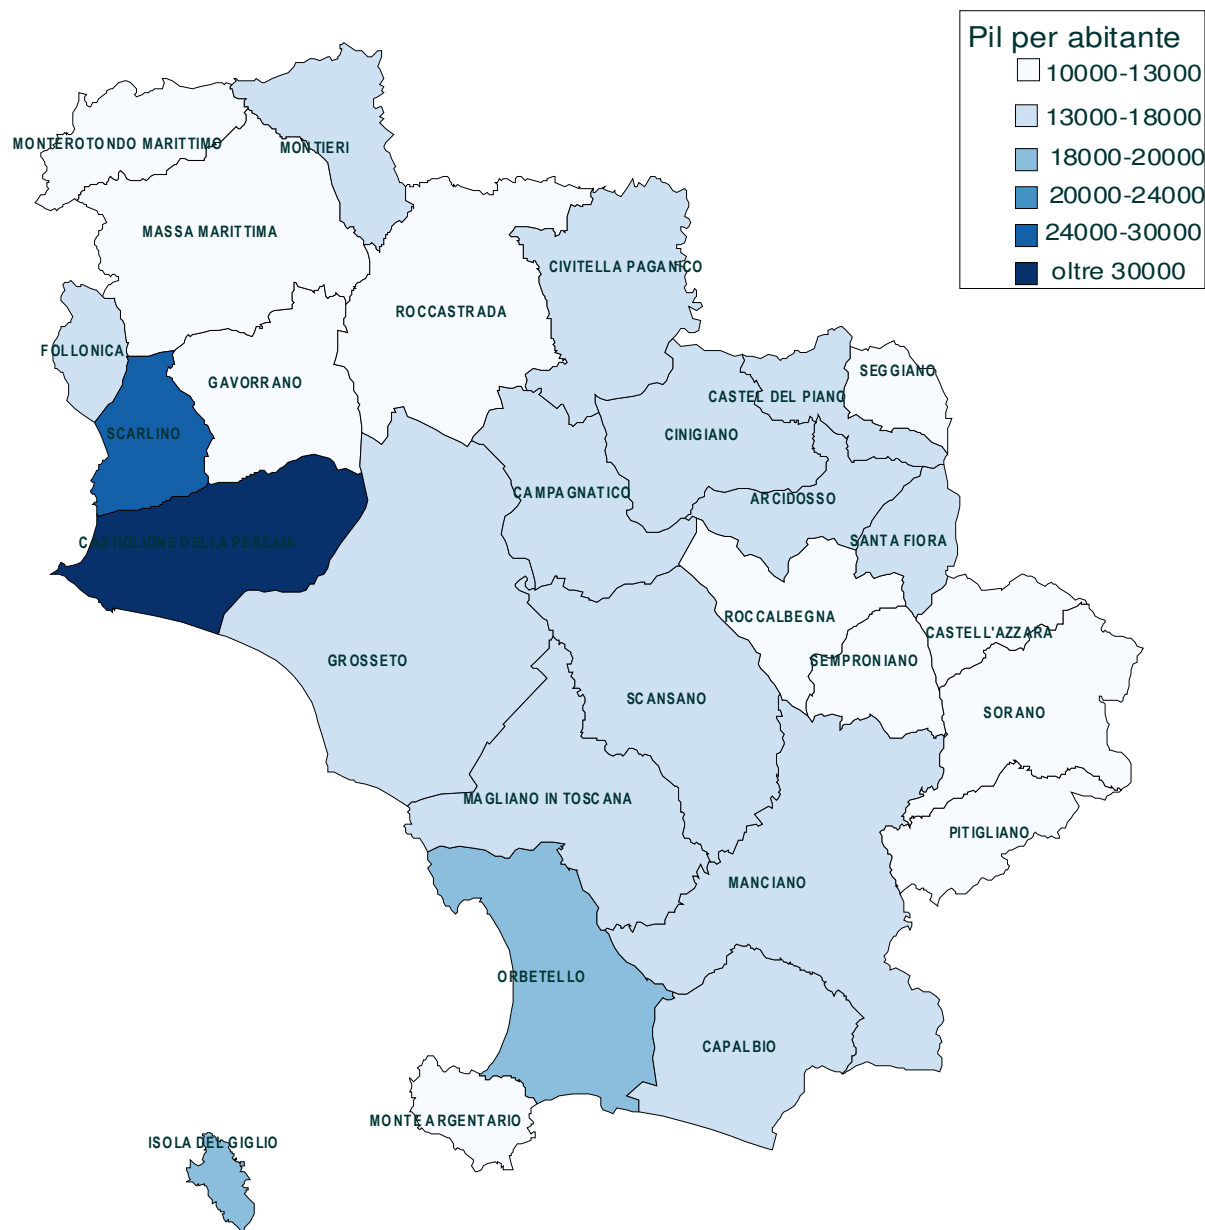 Pil per abitante
10000-13000
13000-18000
18000-20000
20000-24000
24000-30000
oltre 30000
MONTEROTONDO MARITTIMO
MONTIERI
MASSA MARITTIMA
CIVITELLA PAGANICO
ROCCASTRADA
FOLLONICA
GAVORRANO
SEGGIANO
CASTEL DEL PIANO
SCARLINO
CINIGIANO
CAMPAGNATICO
ARCIDOSSO
CASTIGLIONE DELLA PESCAIA
SANTA FIORA
ROCCALBEGNA
CASTELL'AZZARA
GROSSETO
SEMPRONIANO
SCANSANO
SORANO
MAGLIANO IN TOSCANA
PITIGLIANO
MANCIANO
ORBETELLO
CAPALBIO
MONTE ARGENTARIO
ISOLA DEL GIGLIO